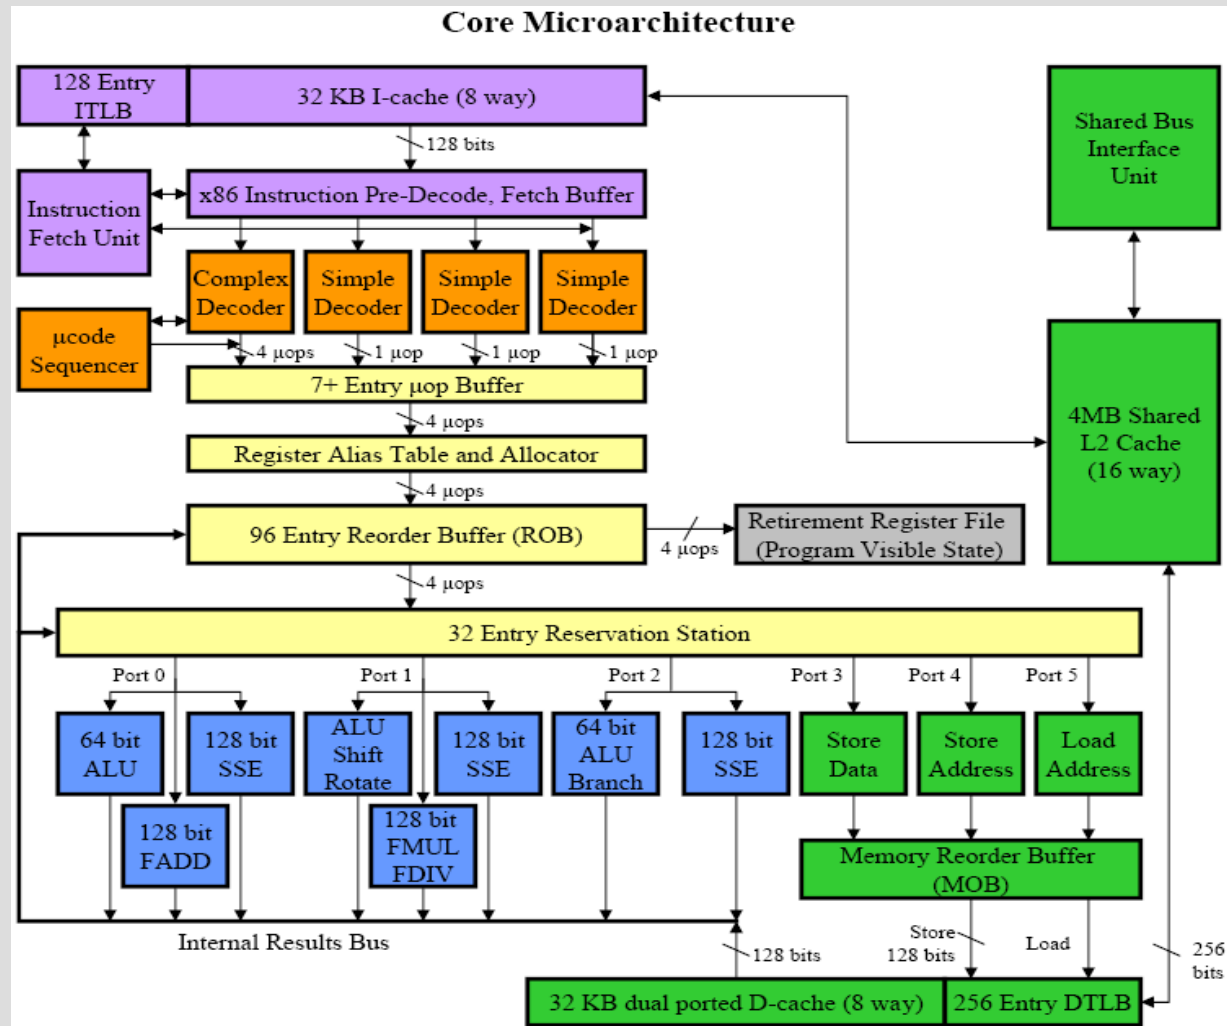 Core Microarchitecture
128 Entry
ITLB
32 KB I-cache (8 way)
128 bits
Shared Bus
Interface
Unit
Instruction
Fetch Unit
x86 Instruction Pre-Decode, Fetch Buffer
Complex
Decoder
Simple
Decoder
Simple
Decoder
Simple
Decoder
μcode
Sequencer
4 μops
1 μop
1 μop
1 μop
7+ Entry μop Buffer
4 μops
Register Alias Table and Allocator
4 μops
4MB Shared
L2 Cache
(16 way)
96 Entry Reorder Buffer (ROB)
4 μops
Retirement Register File
(Program Visible State)
4 μops
32 Entry Reservation Station
Port 0
Port 1
Port 2
Port 3
Port 4
Port 5
64 bit
ALU
128 bit
SSE
ALU
Shift
Rotate
128 bit
SSE
64 bit
ALU
Branch
128 bit
SSE
Store
Data
Store
Address
Load
Address
128 bit
FADD
128 bit
FMUL
FDIV
Memory Reorder Buffer
(MOB)
Internal Results Bus
128 bits
Store
128 bits
Load
256
bits
32 KB dual ported D-cache (8 way)
256 Entry DTLB